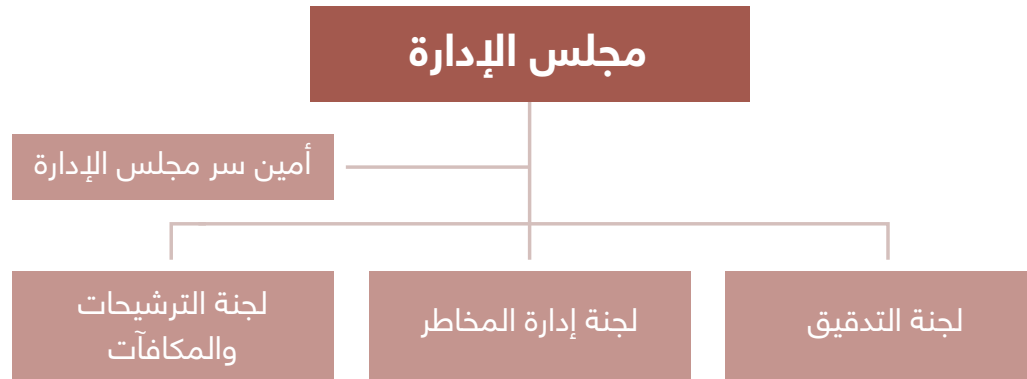 مجلس الإدارة
أمين سر مجلس الإدارة
لجنة التدقيق
لجنة إدارة المخاطر
لجنة الترشيحات
والمكافآت